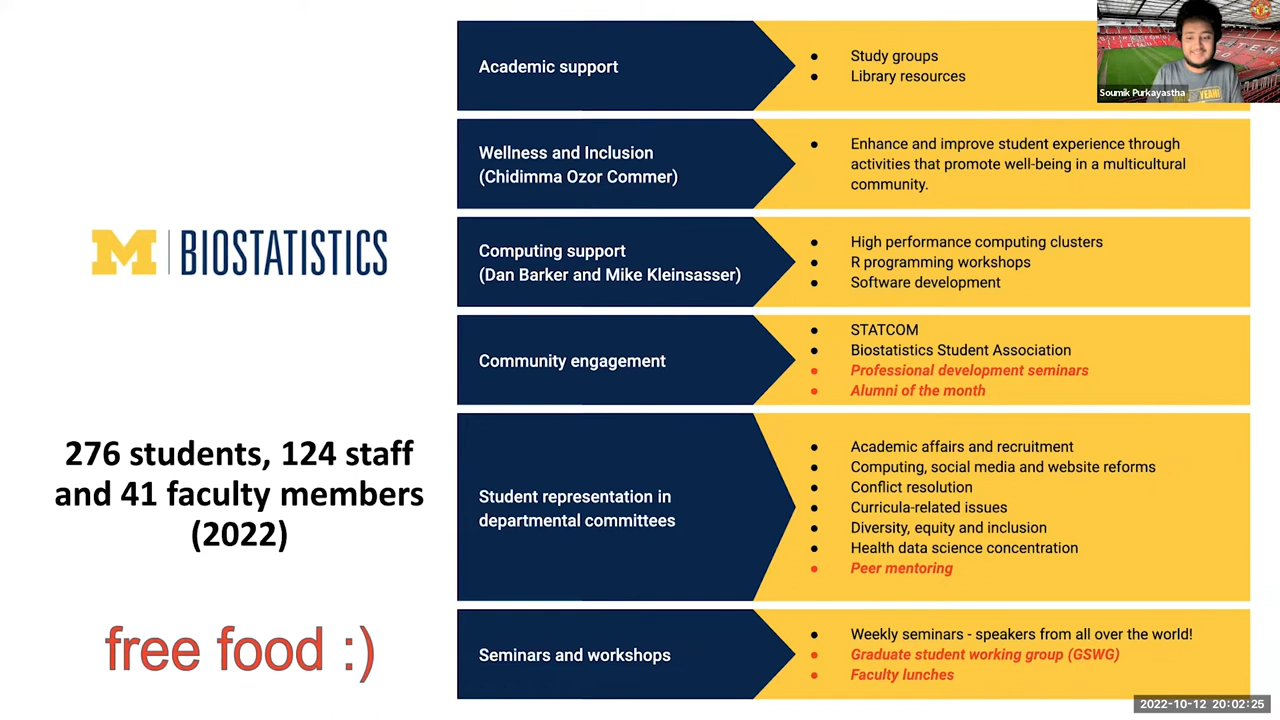 M | BIOSTATISTICS
276 students, 124 staff
and 41 faculty members
(2022)
free food :)
Academic support
• Study groups
• Library resources
Wellness and Inclusion
(Chidimma Ozor Commer)
• Enhance and improve student experience through
activities that promote well-being in a multicultural
community.
Computing support
(Dan Barker and Mike Kleinsasser)
• High performance computing clusters
• R programming workshops
• Software development
Community engagement
• STATCOM
• Biostatistics Student Association
• Professional development seminars
• Alumni of the month
Student representation in
departmental committees
• Academic affairs and recruitment
• Computing, social media and website reforms
• Conflict resolution
• Curricula-related issues
• Diversity, equity and inclusion
• Health data science concentration
• Peer mentoring
Seminars and workshops
• Weekly seminars - speakers from all over the world!
• Graduate student working group (GSWG)
• Faculty lunches
Soumik Purkayastha
YEAH!
2022-10-12 20:02:25